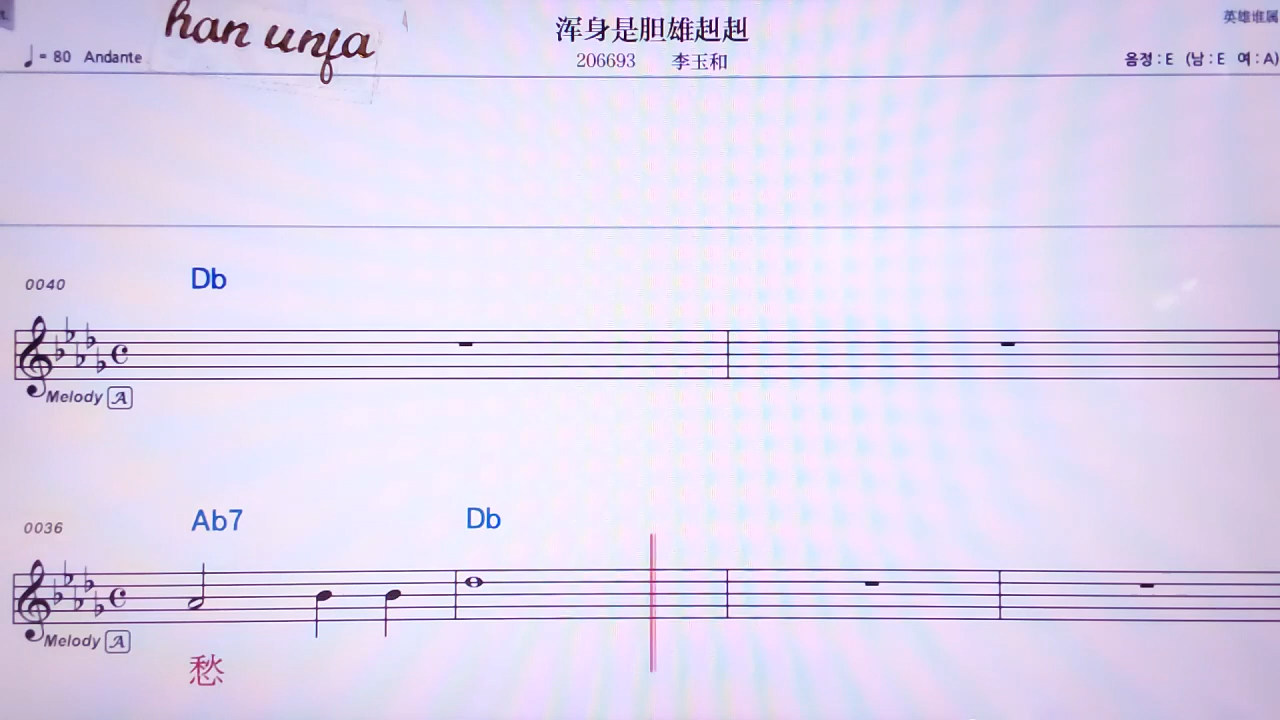 han unfa
浑身是胆雄赳赳
英雄谁属
♩= 80 Andante
206693 李玉和
음정 : E (남 : E 여 : A)
0040
Db
Melody A
0036
Ab7 Db
Melody A
愁